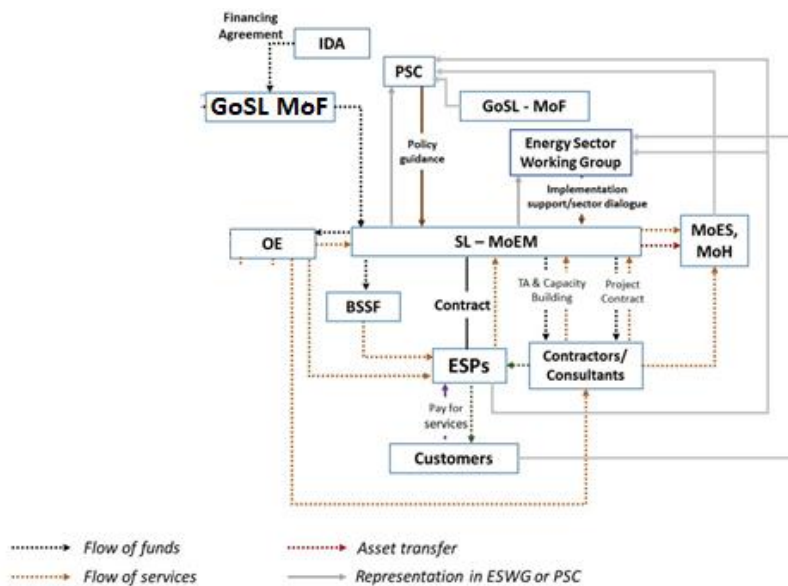 Financing
Agreement
IDA
PSC
GoSL MoF
GoSL - MoF
Policy
guidance
Energy Sector
Working Group
Implementation
support/sector dialogue
OE
SL – MoEM
MoES,
MoH
BSSF
Contract
TA & Capacity
Building
Project
Contract
ESPs
Contractors/
Consultants
Pay for
services
Customers
Flow of funds
Asset transfer
Flow of services
Representation in ESWG or PSC